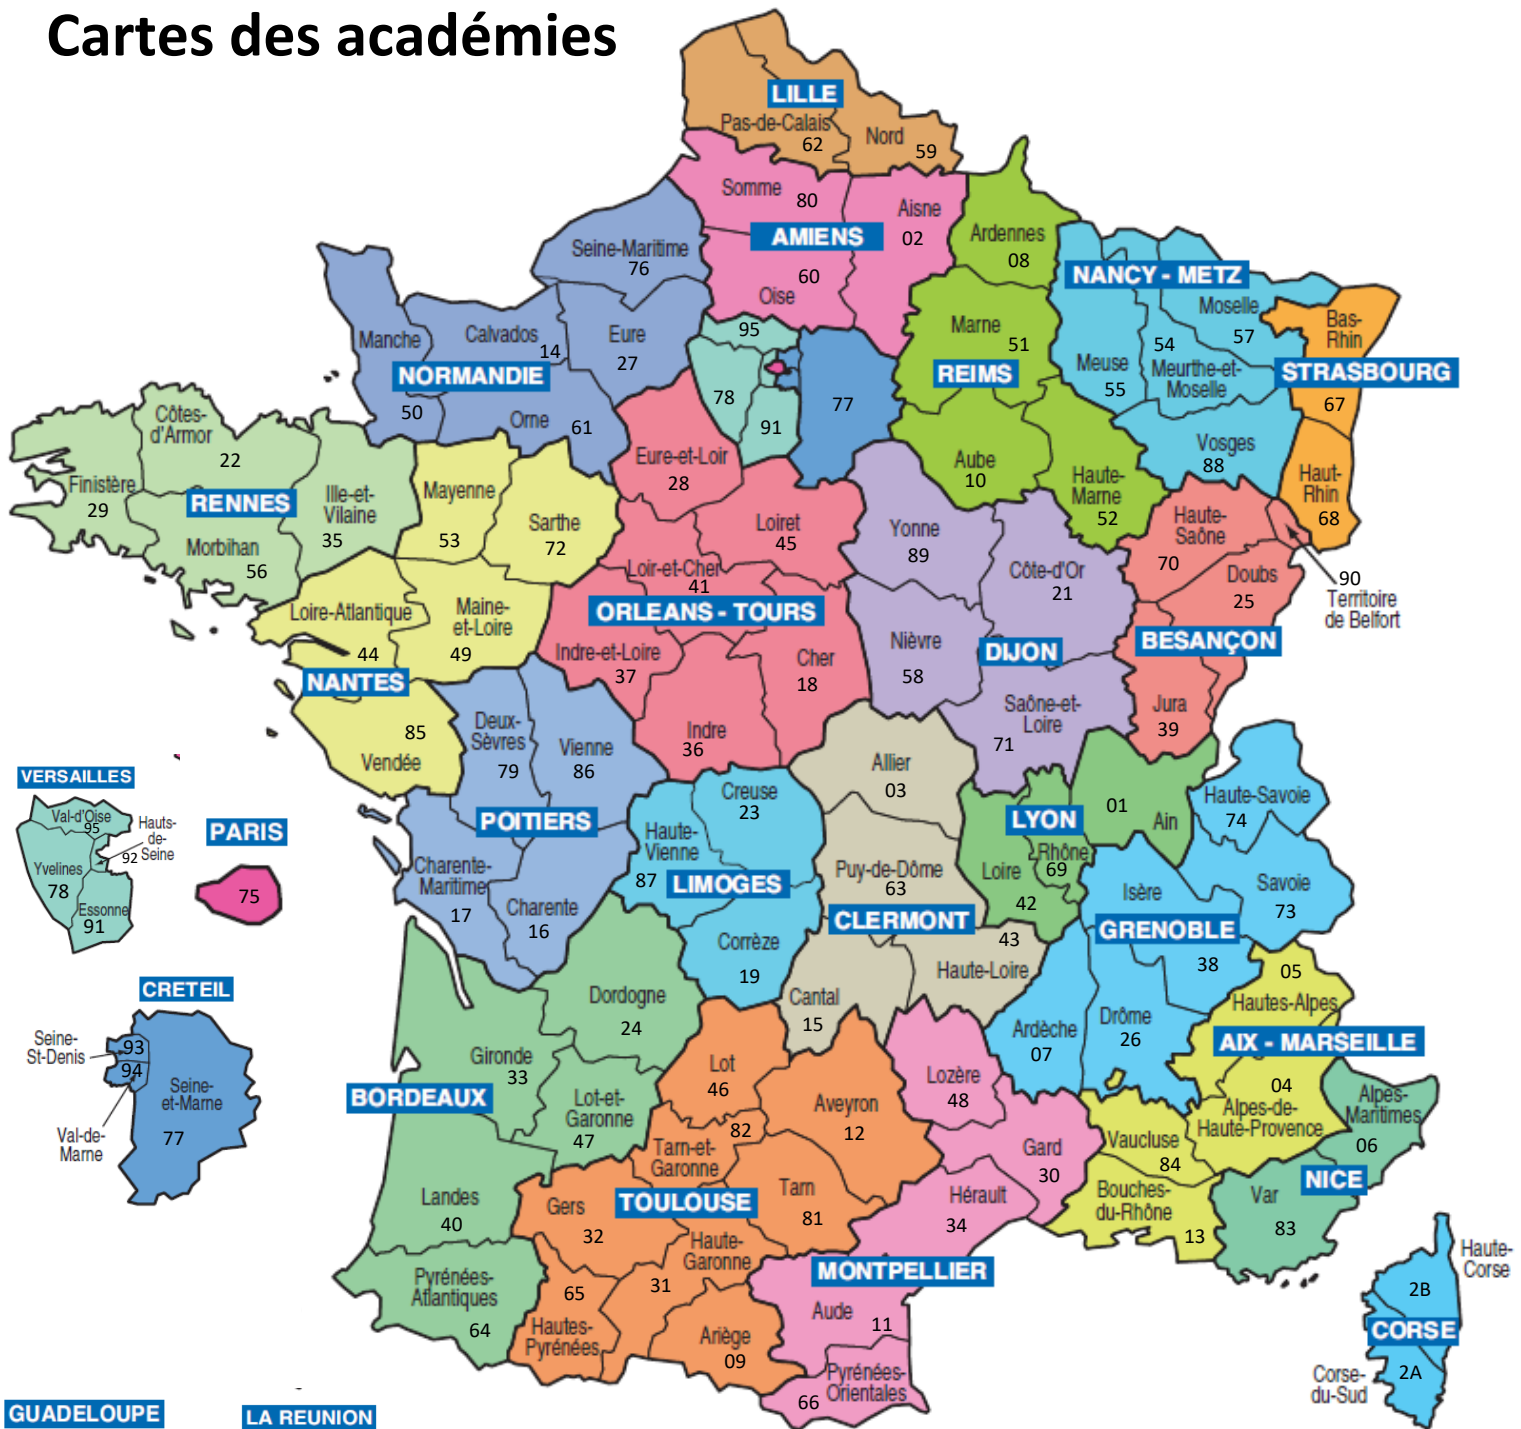 Cartes des académies
LILLE
Pas-de-Calais
62
Nord
59
Somme
80
Aisne
02
AMIENS
60
Oise
Ardennes
08
Seine-Maritime
76
NANCY - METZ
Moselle
57
54
Meurthe-et-
Moselle
Meuse
55
Vosges
88
Bas-
Rhin
STRASBOURG
67
Haut-
Rhin
68
Marne
51
REIMS
Aube
10
Haute-
Marne
52
Manche
50
Calvados
14
Eure
27
NORMANDIE
Orne
61
95
78
91
77
Côtes-
d'Armor
22
Finistère
29
RENNES
Ille-et-
Vilaine
35
Morbihan
56
Mayenne
53
Sarthe
72
Loire-Atlantique
44
Maine-
et-Loire
49
NANTES
85
Vendée
Eure-et-Loir
28
Loiret
45
Loir-et-Cher
41
ORLEANS - TOURS
Indre-et-Loire
37
Cher
18
Indre
36
Yonne
89
Côte-d'Or
21
Nièvre
58
DIJON
Saône-et-
Loire
71
Haute-
Saône
70
Doubs
25
90
Territoire
de Belfort
BESANÇON
Jura
39
Deux-
Sèvres
79
Vienne
86
POITIERS
Charente-
Maritime
17
Charente
16
Creuse
23
Haute-
Vienne
87
LIMOGES
Corrèze
19
Allier
03
Puy-de-Dôme
63
CLERMONT
43
Haute-Loire
Cantal
15
LYON
01
Ain
Rhône
69
Loire
42
Haute-Savoie
74
Savoie
73
Isère
GRENOBLE
38
Ardèche
07
Drôme
26
VERSAILLES
Val-d'Oise
95
Hauts-
de-
Seine
92
Yvelines
78
Essonne
91
PARIS
75
CRETEIL
Seine-
St-Denis
93
94
Seine-
et-Marne
77
Val-de-
Marne
Dordogne
24
Gironde
33
BORDEAUX
Lot-et-
Garonne
47
Landes
40
Pyrénées-
Atlantiques
64
Lot
46
Aveyron
12
82
Tarn-et-
Garonne
TOULOUSE
Tarn
81
Gers
32
Haute-
Garonne
31
65
Hautes-
Pyrénées
Ariège
09
Lozère
48
Gard
30
Hérault
34
MONTPELLIER
Aude
11
Pyrénées-
Orientales
66
05
Hautes-Alpes
AIX - MARSEILLE
04
Alpes-de-
Haute-Provence
Vaucluse
84
Bouches-
du-Rhône
13
Alpes-
Maritimes
06
NICE
Var
83
Haute-
Corse
2B
CORSE
2A
Corse-
du-Sud
GUADELOUPE
LA REUNION